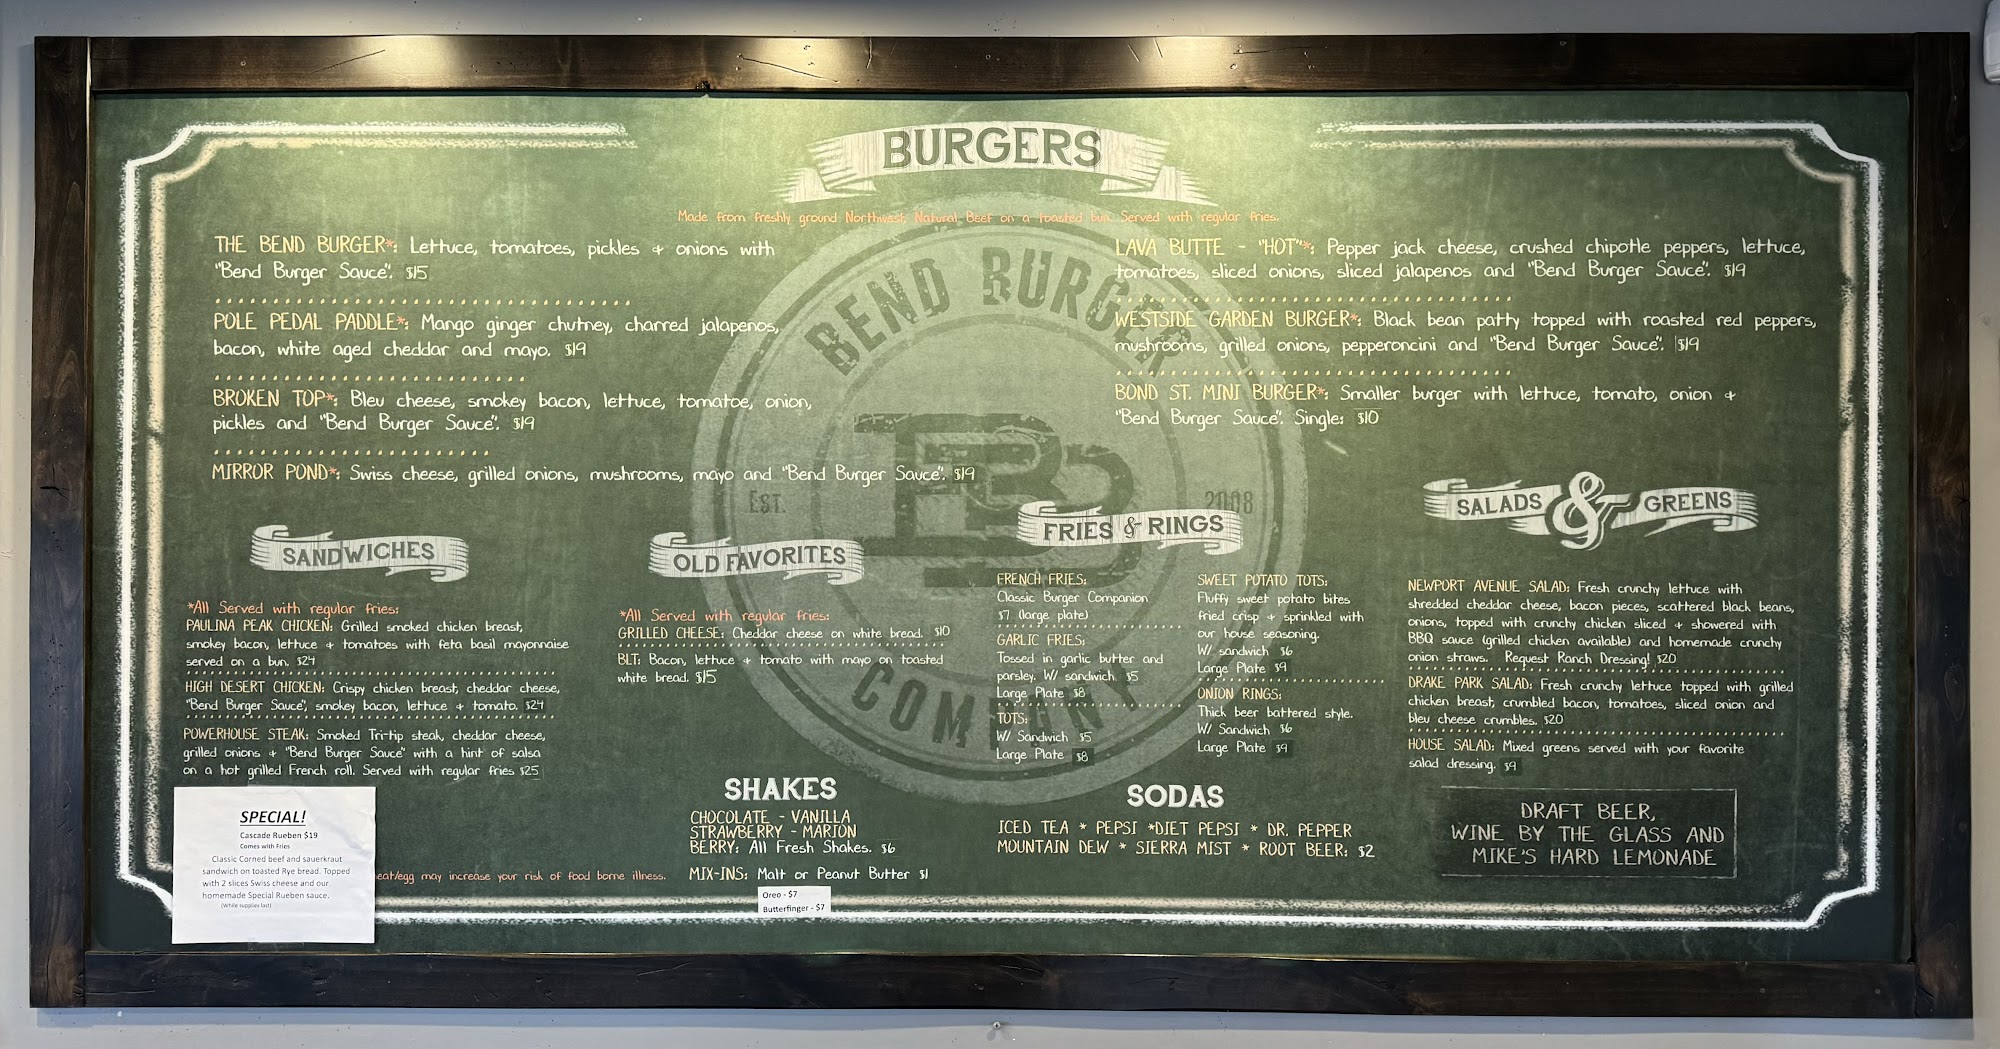 BURGERS
Made from freshly ground Northwest, Natural Beef on a toasted bun. Served with regular fries.
THE BEND BURGER*: Lettuce, tomatoes, pickles + onions with
"Bend Burger Sauce". $15
POLE PEDAL PADDLE*: Mango ginger chutney, charred jalapenos,
bacon, white aged cheddar and mayo. $19
BROKEN TOP*: Bleu cheese, smokey bacon, lettuce, tomatoe, onion,
pickles and "Bend Burger Sauce". $19
MIRROR POND*: Swiss cheese, grilled onions, mushrooms, mayo and "Bend Burger Sauce". $19
LAVA BUTTE - "HOT"*: Pepper jack cheese, crushed chipotle peppers, lettuce,
tomatoes, sliced onions, sliced jalapenos and "Bend Burger Sauce". $19
WESTSIDE GARDEN BURGER*: Black bean patty topped with roasted red peppers,
mushrooms, grilled onions, pepperoncini and "Bend Burger Sauce". $19
BOND ST. MINI BURGER*: Smaller burger with lettuce, tomato, onion +
"Bend Burger Sauce". Single: $10
BEND BURG
EST.
BB
2008
COMPANY
SANDWICHES
*All Served with regular fries:
PAULINA PEAK CHICKEN: Grilled smoked chicken breast,
smokey bacon, lettuce + tomatoes with feta basil mayonnaise
served on a bun. $24
HIGH DESERT CHICKEN: Crispy chicken breast, cheddar cheese,
"Bend Burger Sauce", smokey bacon, lettuce + tomato. $24
POWERHOUSE STEAK: Smoked Tri-tip steak, cheddar cheese,
grilled onions + "Bend Burger Sauce" with a hint of salsa
on a hot grilled French roll. Served with regular fries $25
SPECIAL!
Cascade Rueben $19
Comes with Fries
Classic Corned beef and sauerkraut
sandwich on toasted Rye bread. Topped
with 2 slices Swiss cheese and our
homemade Special Rueben sauce.
(While supplies last)
eat/egg may increase your risk of food borne illness.
OLD FAVORITES
*All Served with regular fries:
GRILLED CHEESE: Cheddar cheese on white bread. $10
BLT: Bacon, lettuce + tomato with mayo on toasted
white bread. $15
SHAKES
CHOCOLATE - VANILLA
STRAWBERRY - MARION
BERRY: All Fresh Shakes. $6
MIX-INS: Malt or Peanut Butter $1
Oreo - $7
Butterfinger - $7
FRIES & RINGS
FRENCH FRIES:
Classic Burger Companion
$7 (large plate)
GARLIC FRIES:
Tossed in garlic butter and
parsley. W/ sandwich $5
Large Plate $8
TOTS:
W/ Sandwich $5
Large Plate $8
SWEET POTATO TOTS:
Fluffy sweet potato bites
fried crisp + sprinkled with
our house seasoning.
W/ sandwich $6
Large Plate $9
ONION RINGS:
Thick beer battered style.
W/ Sandwich $6
Large Plate $9
SODAS
ICED TEA * PEPSI *DIET PEPSI * DR. PEPPER
MOUNTAIN DEW * SIERRA MIST * ROOT BEER: $2
SALADS & GREENS
NEWPORT AVENUE SALAD: Fresh crunchy lettuce with
shredded cheddar cheese, bacon pieces, scattered black beans,
onions, topped with crunchy chicken sliced + showered with
BBQ sauce (grilled chicken available) and homemade crunchy
onion straws. Request Ranch Dressing! $20
DRAKE PARK SALAD: Fresh crunchy lettuce topped with grilled
chicken breast, crumbled bacon, tomatoes, sliced onion and
bleu cheese crumbles. $20
HOUSE SALAD: Mixed greens served with your favorite
salad dressing. $9
DRAFT BEER,
WINE BY THE GLASS AND
MIKE'S HARD LEMONADE